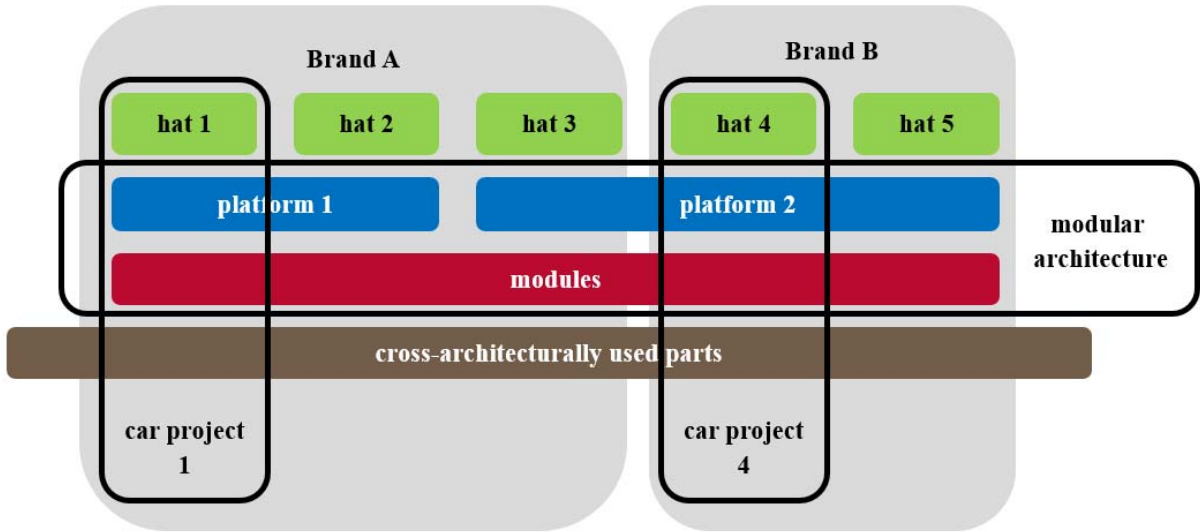 Brand A
Brand B
hat 1
hat 2
hat 3
hat 4
hat 5
platform 1
platform 2
modular
architecture
modules
cross-architecturally used parts
car project
1
car project
4